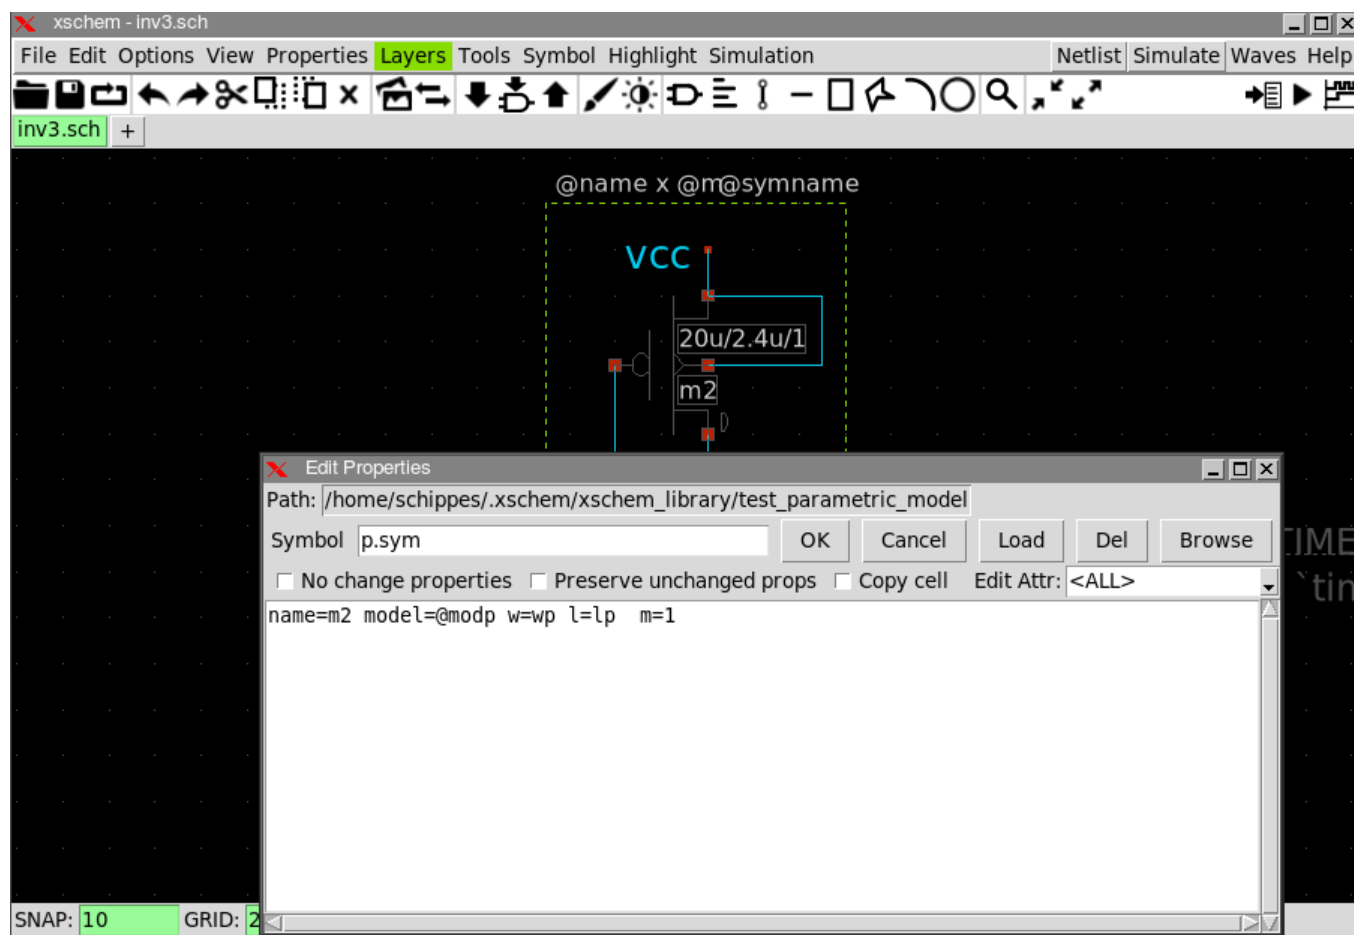 xschem - inv3.sch
File Edit Options View Properties Layers Tools Symbol Highlight Simulation Netlist Simulate Waves Help
inv3.sch +
@name x @m@symname
VCC
20u/2.4u/1
m2
D
Edit Properties
Path: /home/schippes/.xschem/xschem_library/test_parametric_model
Symbol p.sym OK Cancel Load Del Browse
No change properties Preserve unchanged props Copy cell Edit Attr: <ALL>
name=m2 model=@modp w=wp l=lp  m=1
SNAP: 10 GRID: 2